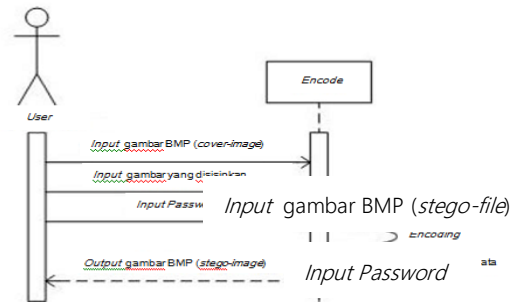 Encode
User
Input gambar BMP (cover-image)
Input gambar yang disisipkan
Input
Input gambar BMP (stego-file)
Encoding
Output gambar BMP (stego-image)
Input Password
ata